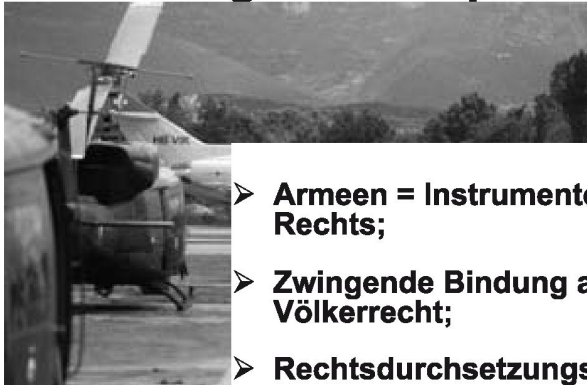 ➢ Armeen = Instrumente
Rechts;
➢ Zwingende Bindung a
Völkerrecht;
➢ Rechtsdurchsetzungs